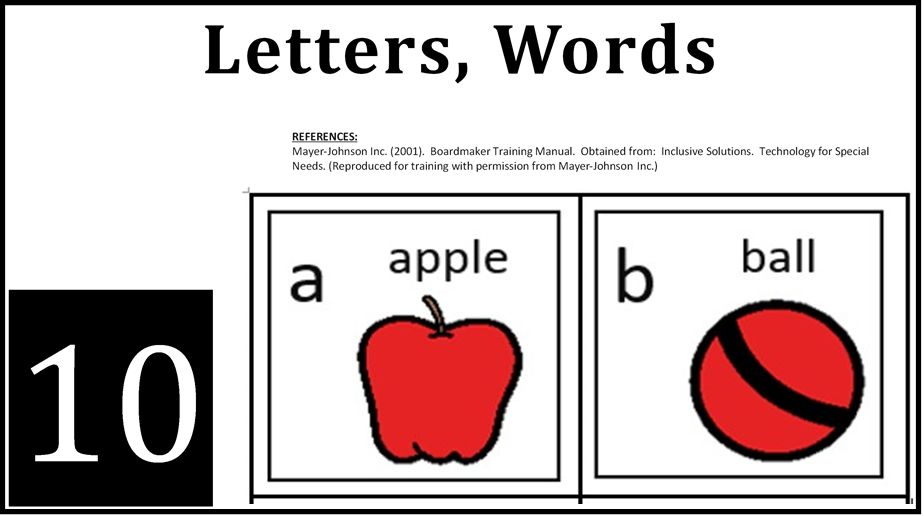 Letters, Words
REFERENCES:
Mayer-Johnson Inc. (2001).  Boardmaker Training Manual.  Obtained from:  Inclusive Solutions.  Technology for Special
Needs. (Reproduced for training with permission from Mayer-Johnson Inc.)
a apple
b ball
10